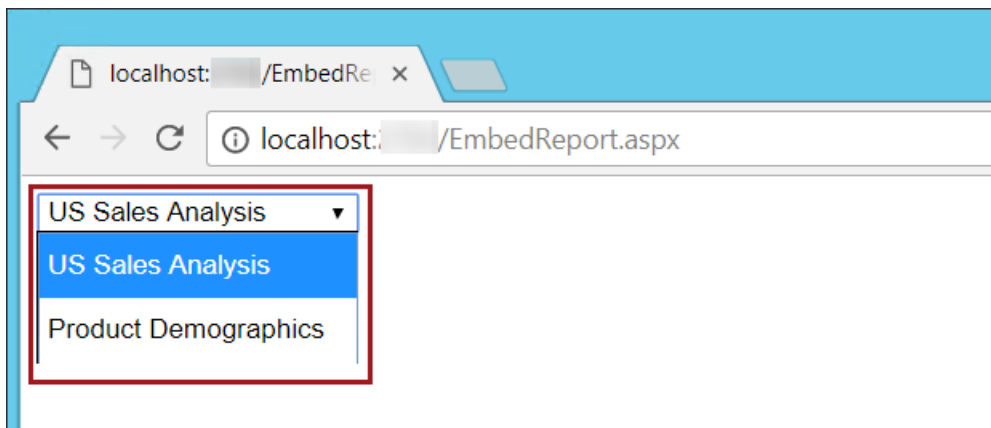 localhost: /EmbedRe
localhost: /EmbedReport.aspx
US Sales Analysis
US Sales Analysis
Product Demographics